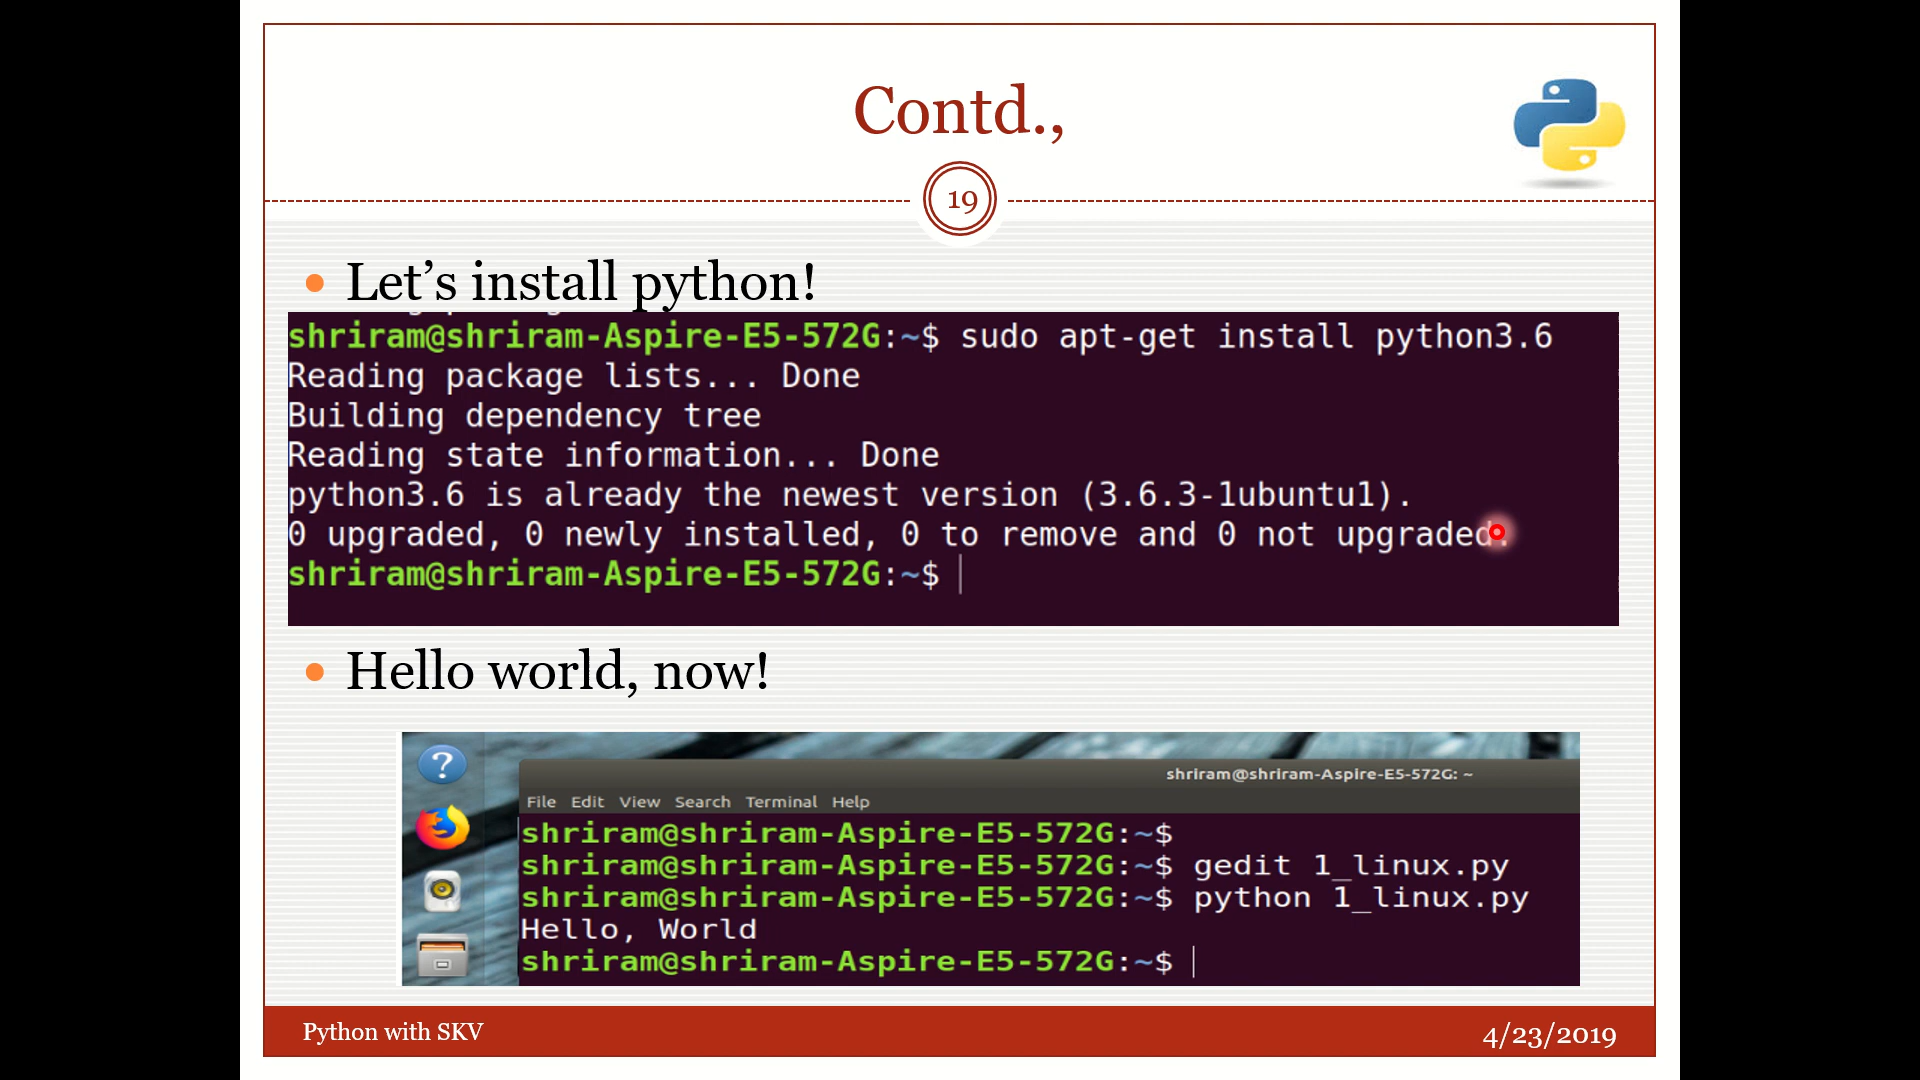 Contd.,
19
Let’s install python!
shriram@shriram-Aspire-E5-572G:~$ sudo apt-get install python3.6
Reading package lists... Done
Building dependency tree
Reading state information... Done
python3.6 is already the newest version (3.6.3-1ubuntu1).
0 upgraded, 0 newly installed, 0 to remove and 0 not upgraded.
shriram@shriram-Aspire-E5-572G:~$
Hello world, now!
?
shriram@shriram-Aspire-E5-572G: ~
File Edit View Search Terminal Help
shriram@shriram-Aspire-E5-572G:~$
shriram@shriram-Aspire-E5-572G:~$ gedit 1_linux.py
shriram@shriram-Aspire-E5-572G:~$ python 1_linux.py
Hello, World
shriram@shriram-Aspire-E5-572G:~$
Python with SKV
4/23/2019